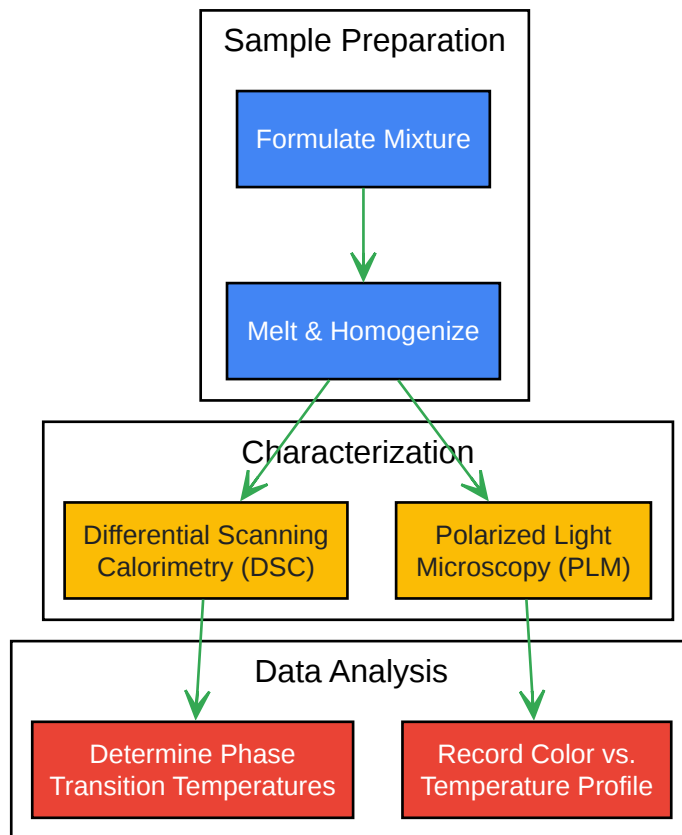 Sample Preparation
Formulate Mixture
Melt & Homogenize
Characterization
Differential Scanning
Calorimetry (DSC)
Polarized Light
Microscopy (PLM)
Data Analysis
Determine Phase
Transition Temperatures
Record Color vs.
Temperature Profile